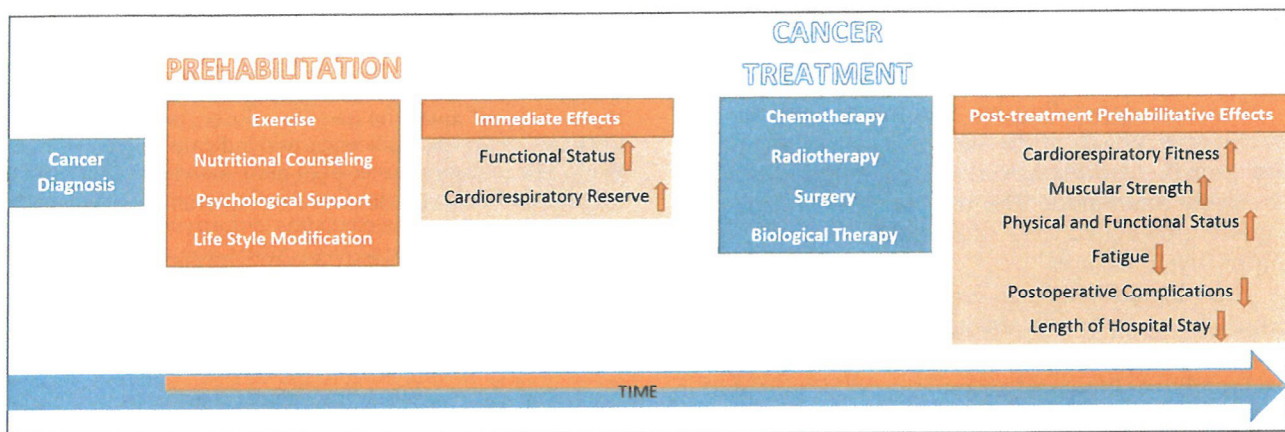 PREHABILITATION
CANCER
TREATMENT
Cancer
Diagnosis
Exercise
Nutritional Counseling
Psychological Support
Life Style Modification
Immediate Effects
Functional Status
Cardiorespiratory Reserve
Chemotherapy
Radiotherapy
Surgery
Biological Therapy
Post-treatment Prehabilitative Effects
Cardiorespiratory Fitness
Muscular Strength
Physical and Functional Status
Fatigue
Postoperative Complications
Length of Hospital Stay
TIME